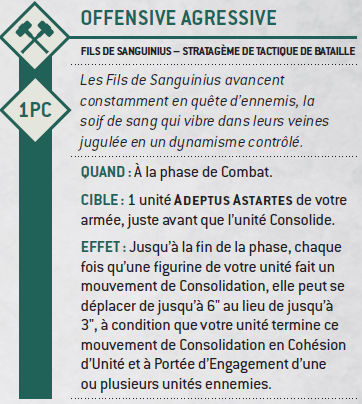 OFFENSIVE AGRESSIVE
FILS DE SANGUINIUS – STRATAGÈME DE TACTIQUE DE BATAILLE
1PC
Les Fils de Sanguinius avancent
constamment en quête d'ennemis, la
soif de sang qui vibre dans leurs veines
jugulée en un dynamisme contrôlé.
QUAND : À la phase de Combat.
CIBLE : 1 unité ADEPTUS ASTARTES de votre
armée, juste avant que l'unité Consolide.
EFFET : Jusqu'à la fin de la phase, chaque
fois qu'une figurine de votre unité fait un
mouvement de Consolidation, elle peut se
déplacer de jusqu'à 6" au lieu de jusqu'à
3", à condition que votre unité termine ce
mouvement de Consolidation en Cohésion
d'Unité et à Portée d'Engagement d'une
ou plusieurs unités ennemies.